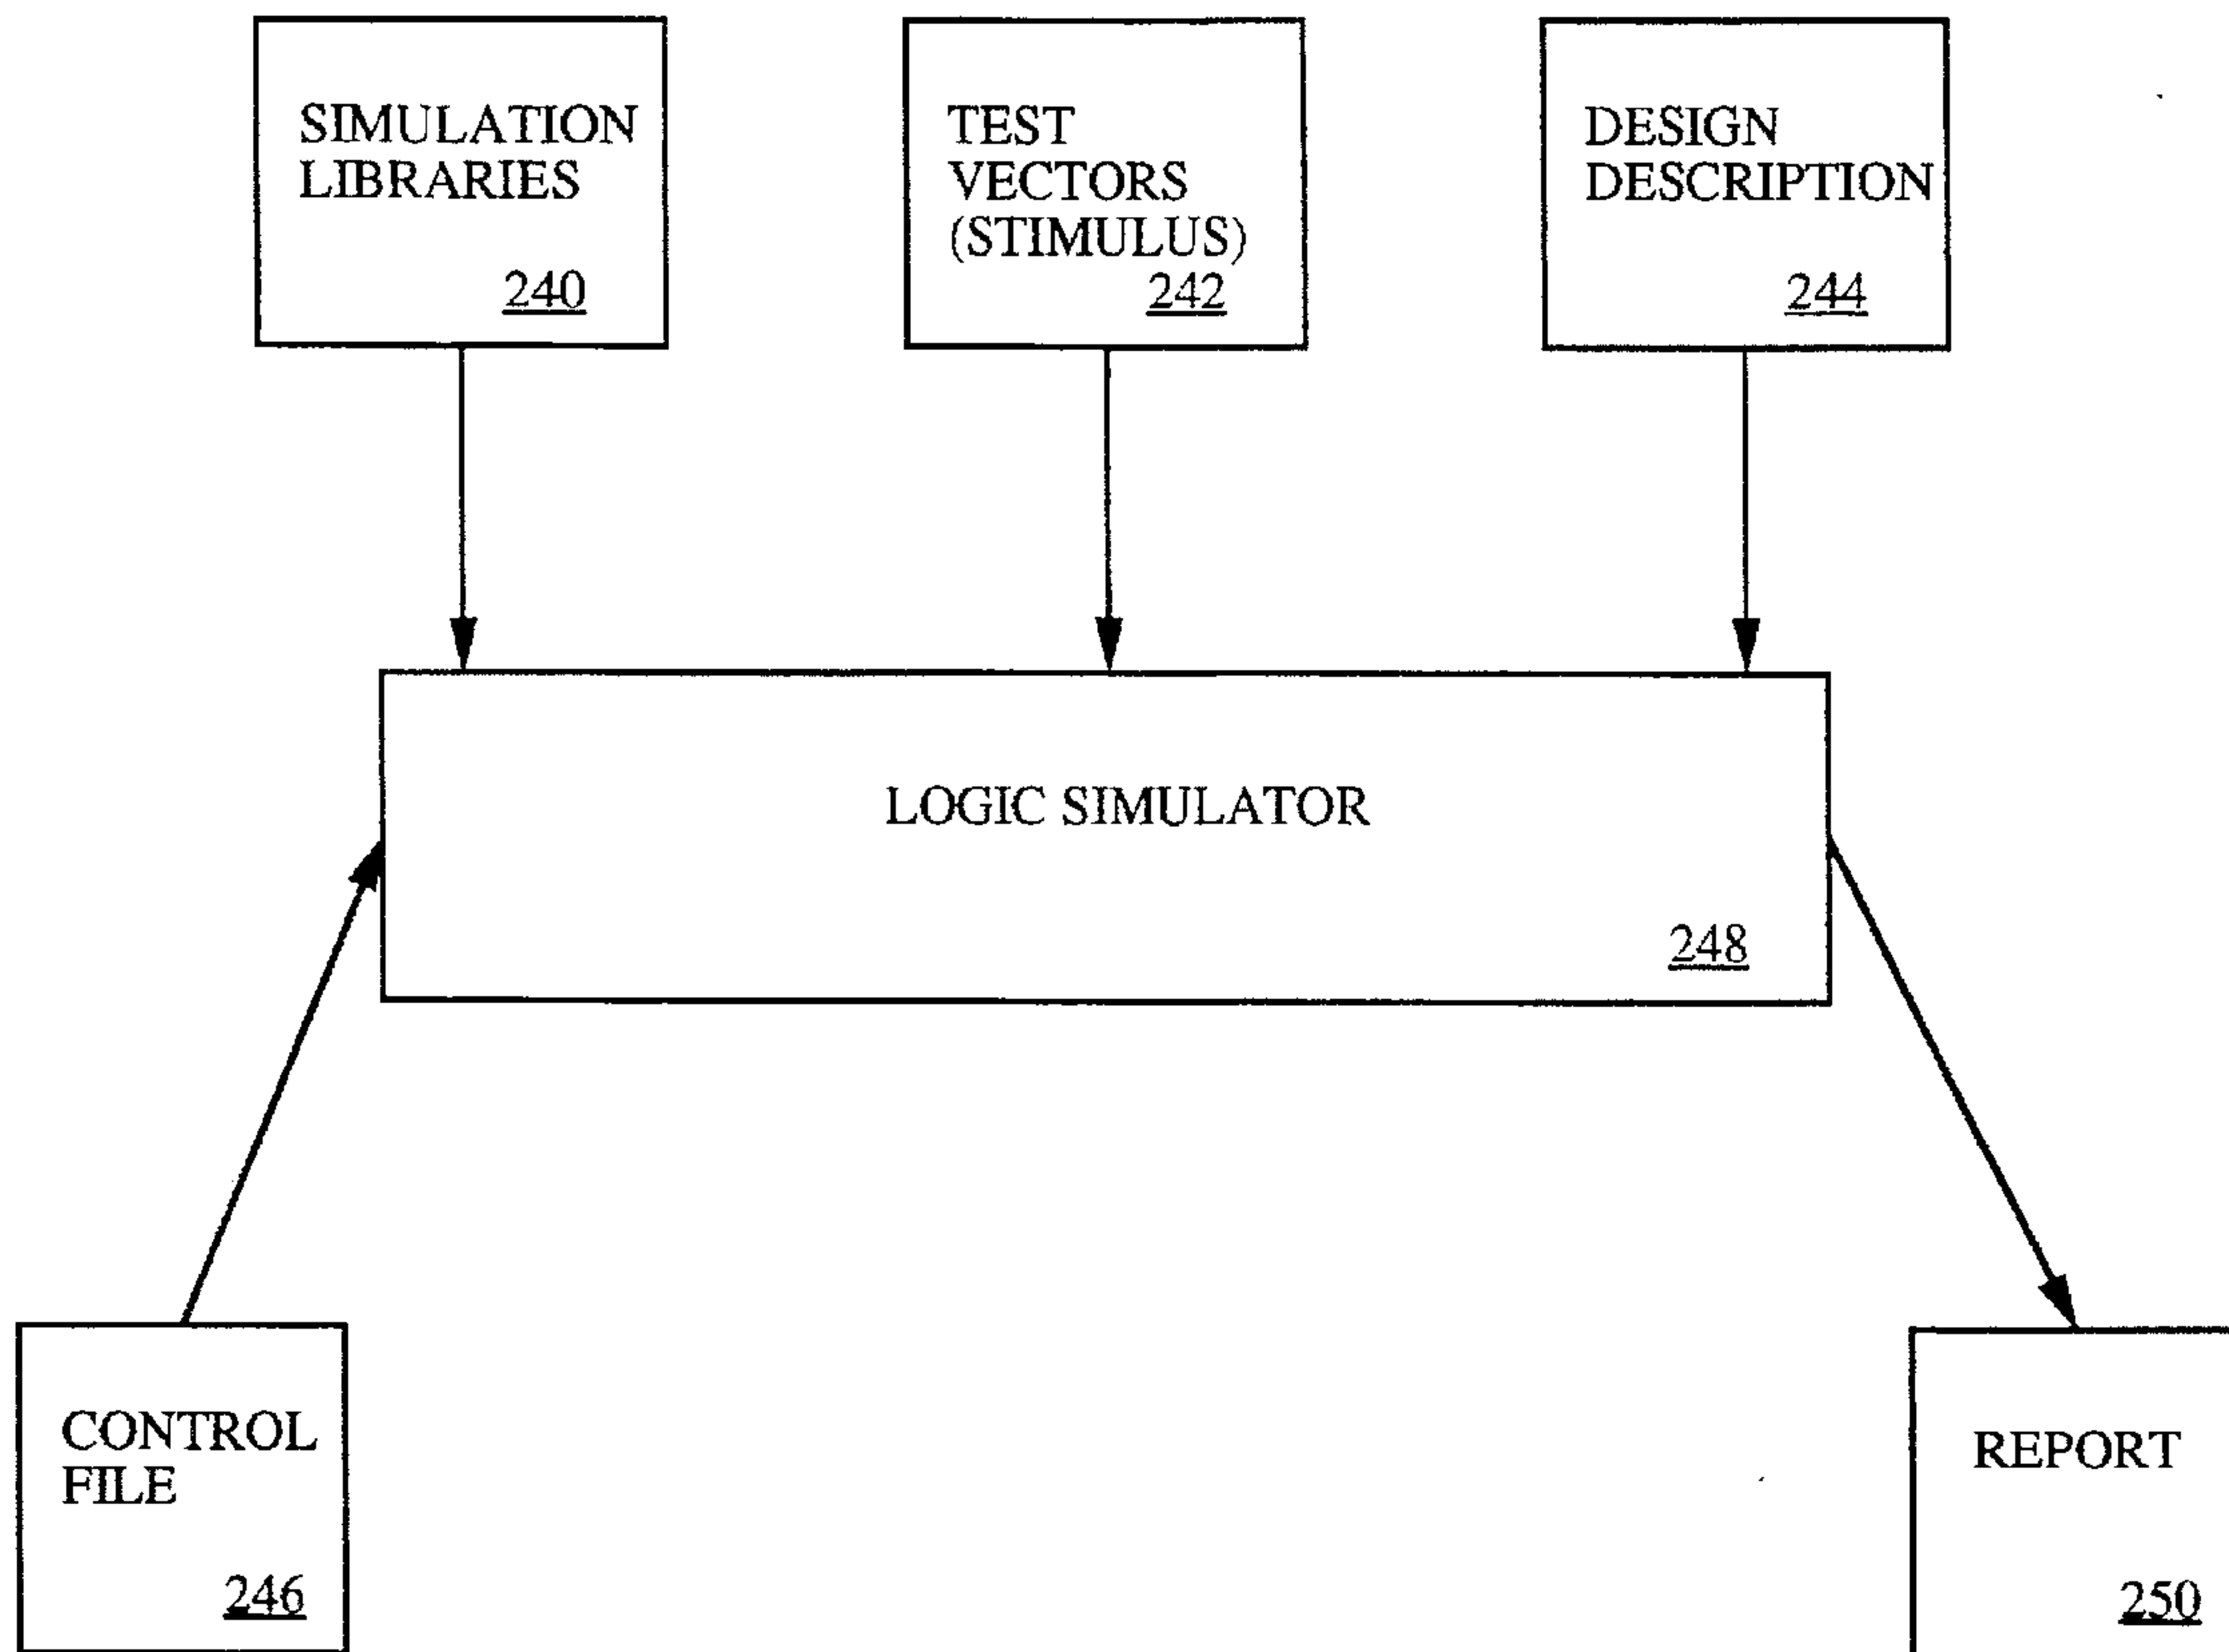 SIMULATION
LIBRARIES
240
TEST
VECTORS
(STIMULUS)
242
DESIGN
DESCRIPTION
244
LOGIC SIMULATOR
248
CONTROL
FILE
246
REPORT
250